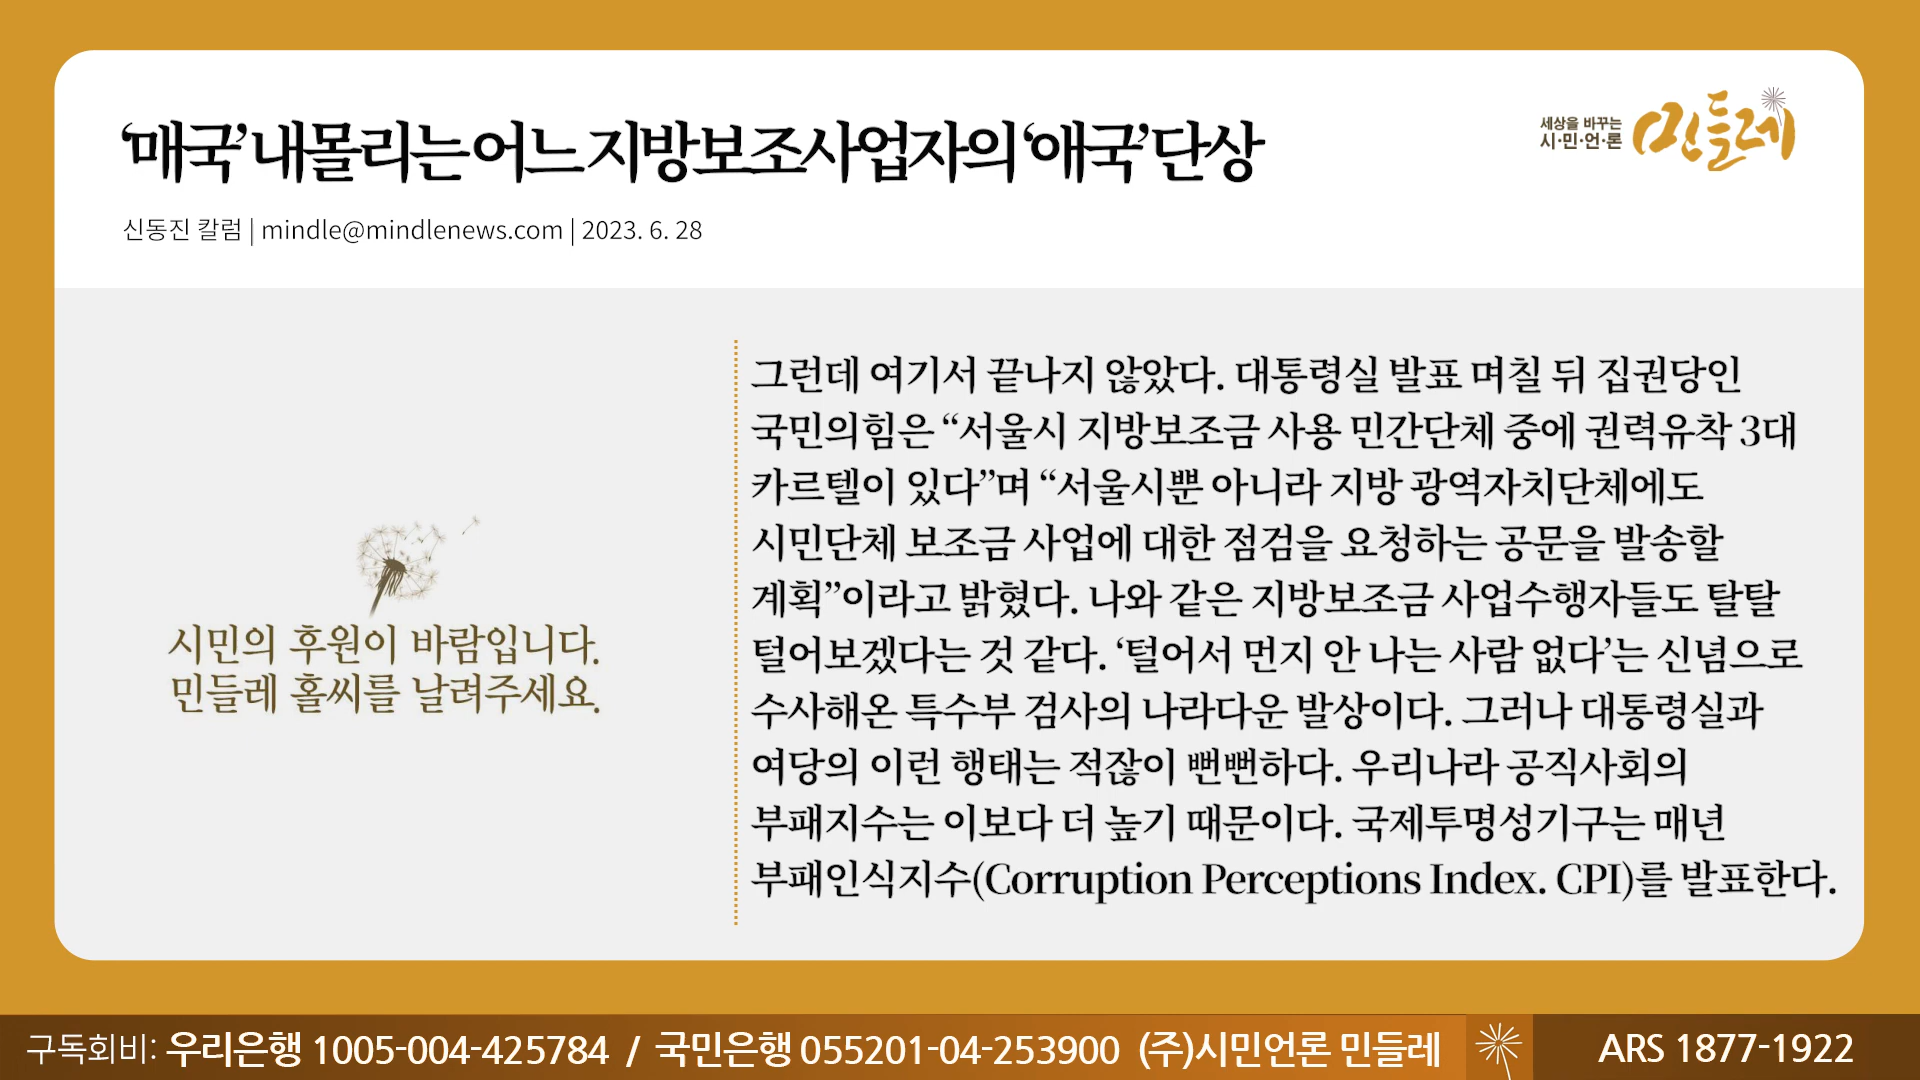 ‘매국’ 내몰리는 어느 지방보조사업자의 ‘애국’ 단상
세상을 바꾸는
시·민·언·론
민들레
신동진 칼럼 | mindle@mindlenews.com | 2023. 6. 28
시민의 후원이 바람입니다.
민들레 홀씨를 날려주세요.
그런데 여기서 끝나지 않았다. 대통령실 발표 며칠 뒤 집권당인
국민의힘은 “서울시 지방보조금 사용 민간단체 중에 권력유착 3대
카르텔이 있다”며 “서울시뿐 아니라 지방 광역자치단체에도
시민단체 보조금 사업에 대한 점검을 요청하는 공문을 발송할
계획”이라고 밝혔다. 나와 같은 지방보조금 사업수행자들도 탈탈
털어보겠다는 것 같다. ‘털어서 먼지 안 나는 사람 없다’는 신념으로
수사해온 특수부 검사의 나라다운 발상이다. 그러나 대통령실과
여당의 이런 행태는 적잖이 뻔뻔하다. 우리나라 공직사회의
부패지수는 이보다 더 높기 때문이다. 국제투명성기구는 매년
부패인식지수(Corruption Perceptions Index. CPI)를 발표한다.
구독회비: 우리은행 1005-004-425784 / 국민은행 055201-04-253900 (주)시민언론 민들레
ARS 1877-1922